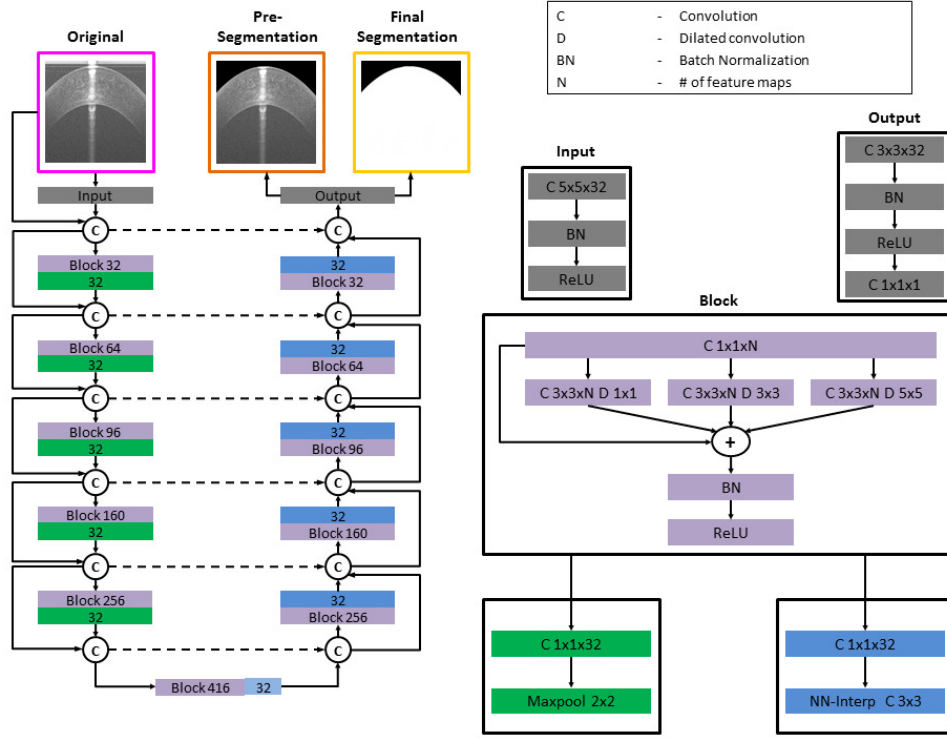 Original
Pre-
Segmentation
Final
Segmentation
Input
Output
C
C
Block 32
32
32
Block 32
C
C
Block 64
32
32
Block 64
C
C
Block 96
32
32
Block 96
C
C
Block 160
32
32
Block 160
C
C
Block 256
32
32
Block 256
C
C
Block 416
32
C - Convolution
D - Dilated convolution
BN - Batch Normalization
N - # of feature maps
Input
C 5x5x32
BN
ReLU
Output
C 3x3x32
BN
ReLU
C 1x1x1
Block
C 1x1xN
C 3x3xN D 1x1
C 3x3xN D 3x3
C 3x3xN D 5x5
+
BN
ReLU
C 1x1x32
Maxpool 2x2
C 1x1x32
NN-Interp C 3x3